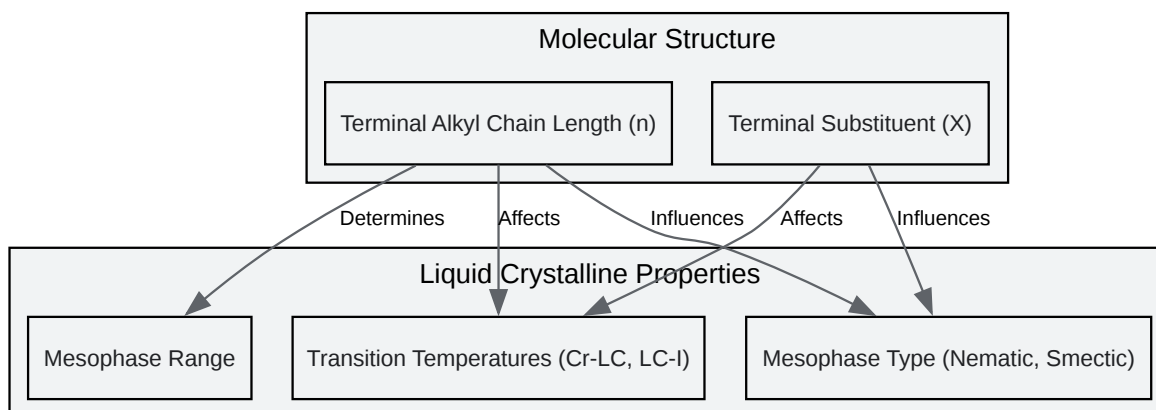 Molecular Structure
Terminal Alkyl Chain Length (n)
Terminal Substituent (X)
Determines
Affects
Influences
Affects
Influences
Liquid Crystalline Properties
Mesophase Range
Transition Temperatures (Cr-LC, LC-I)
Mesophase Type (Nematic, Smectic)